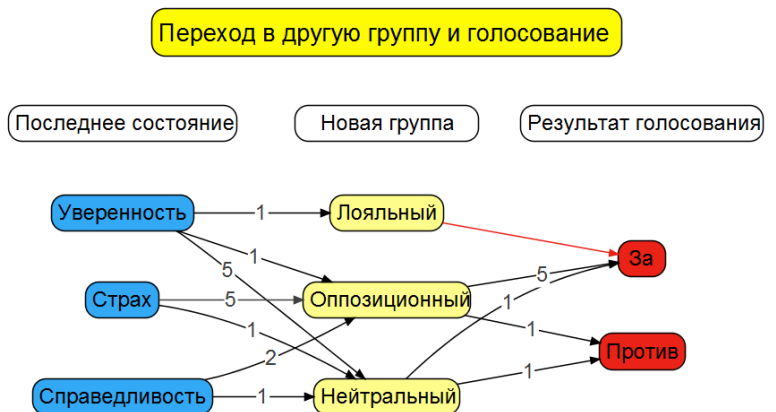 Переход в другую группу и голосование
Последнее состояние
Новая группа
Результат голосования
Уверенность
1
Лояльный
1
5
За
Страх
5
Оппозиционный
5
1
1
1
Против
2
1
Справедливость
1
Нейтральный